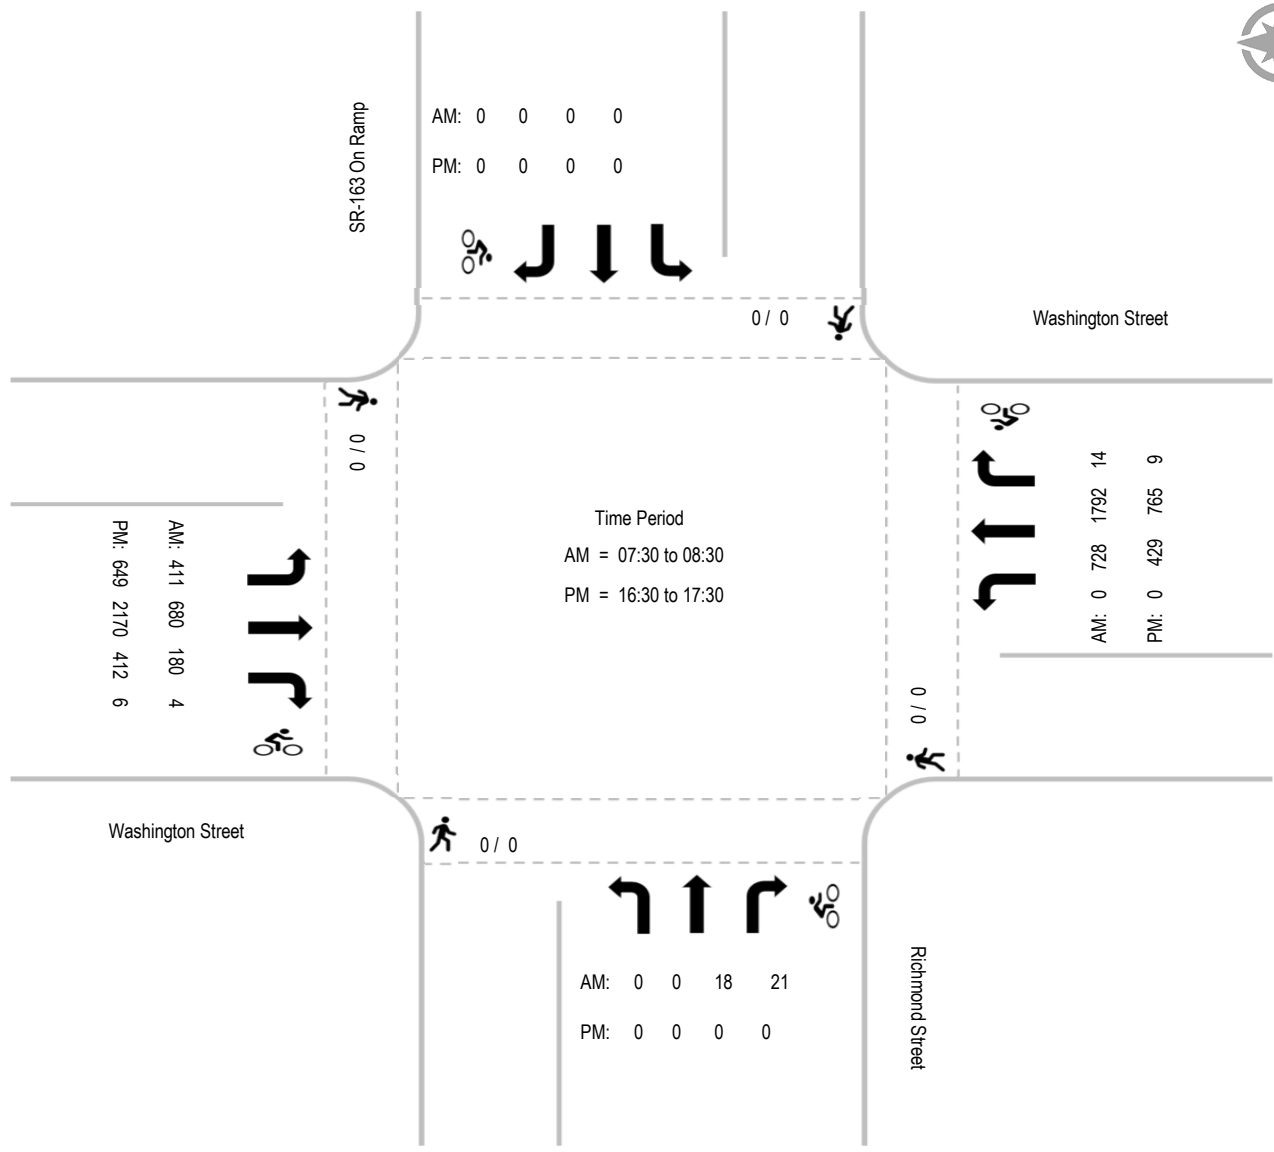 SR-163 On Ramp
AM: 0 0 0 0
PM: 0 0 0 0
0 / 0
Washington Street
0 / 0
AM: 0 728 1792 14
PM: 0 429 765 9
Time Period
AM = 07:30 to 08:30
PM = 16:30 to 17:30
AM: 411 680 180 4
PM: 649 2170 412 6
0 / 0
Washington Street
0 / 0
AM: 0 0 18 21
PM: 0 0 0 0
Richmond Street